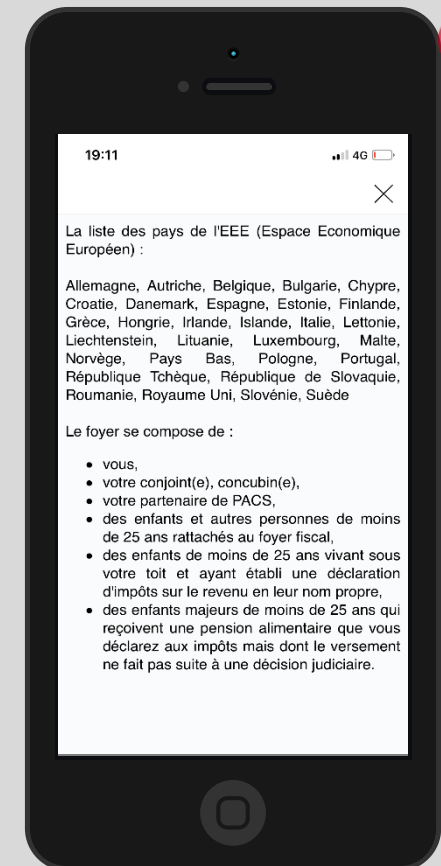 19:11
4G
La liste des pays de l'EEE (Espace Economique
Européen) :
Allemagne, Autriche, Belgique, Bulgarie, Chypre,
Croatie, Danemark, Espagne, Estonie, Finlande,
Grèce, Hongrie, Irlande, Islande, Italie, Lettonie,
Liechtenstein, Lituanie, Luxembourg, Malte,
Norvège, Pays Bas, Pologne, Portugal,
République Tchèque, République de Slovaquie,
Roumanie, Royaume Uni, Slovénie, Suède
Le foyer se compose de :
• vous,
• votre conjoint(e), concubin(e),
• votre partenaire de PACS,
• des enfants et autres personnes de moins
de 25 ans rattachés au foyer fiscal,
• des enfants de moins de 25 ans vivant sous
votre toit et ayant établi une déclaration
d'impôts sur le revenu en leur nom propre,
• des enfants majeurs de moins de 25 ans qui
reçoivent une pension alimentaire que vous
déclarez aux impôts mais dont le versement
ne fait pas suite à une décision judiciaire.